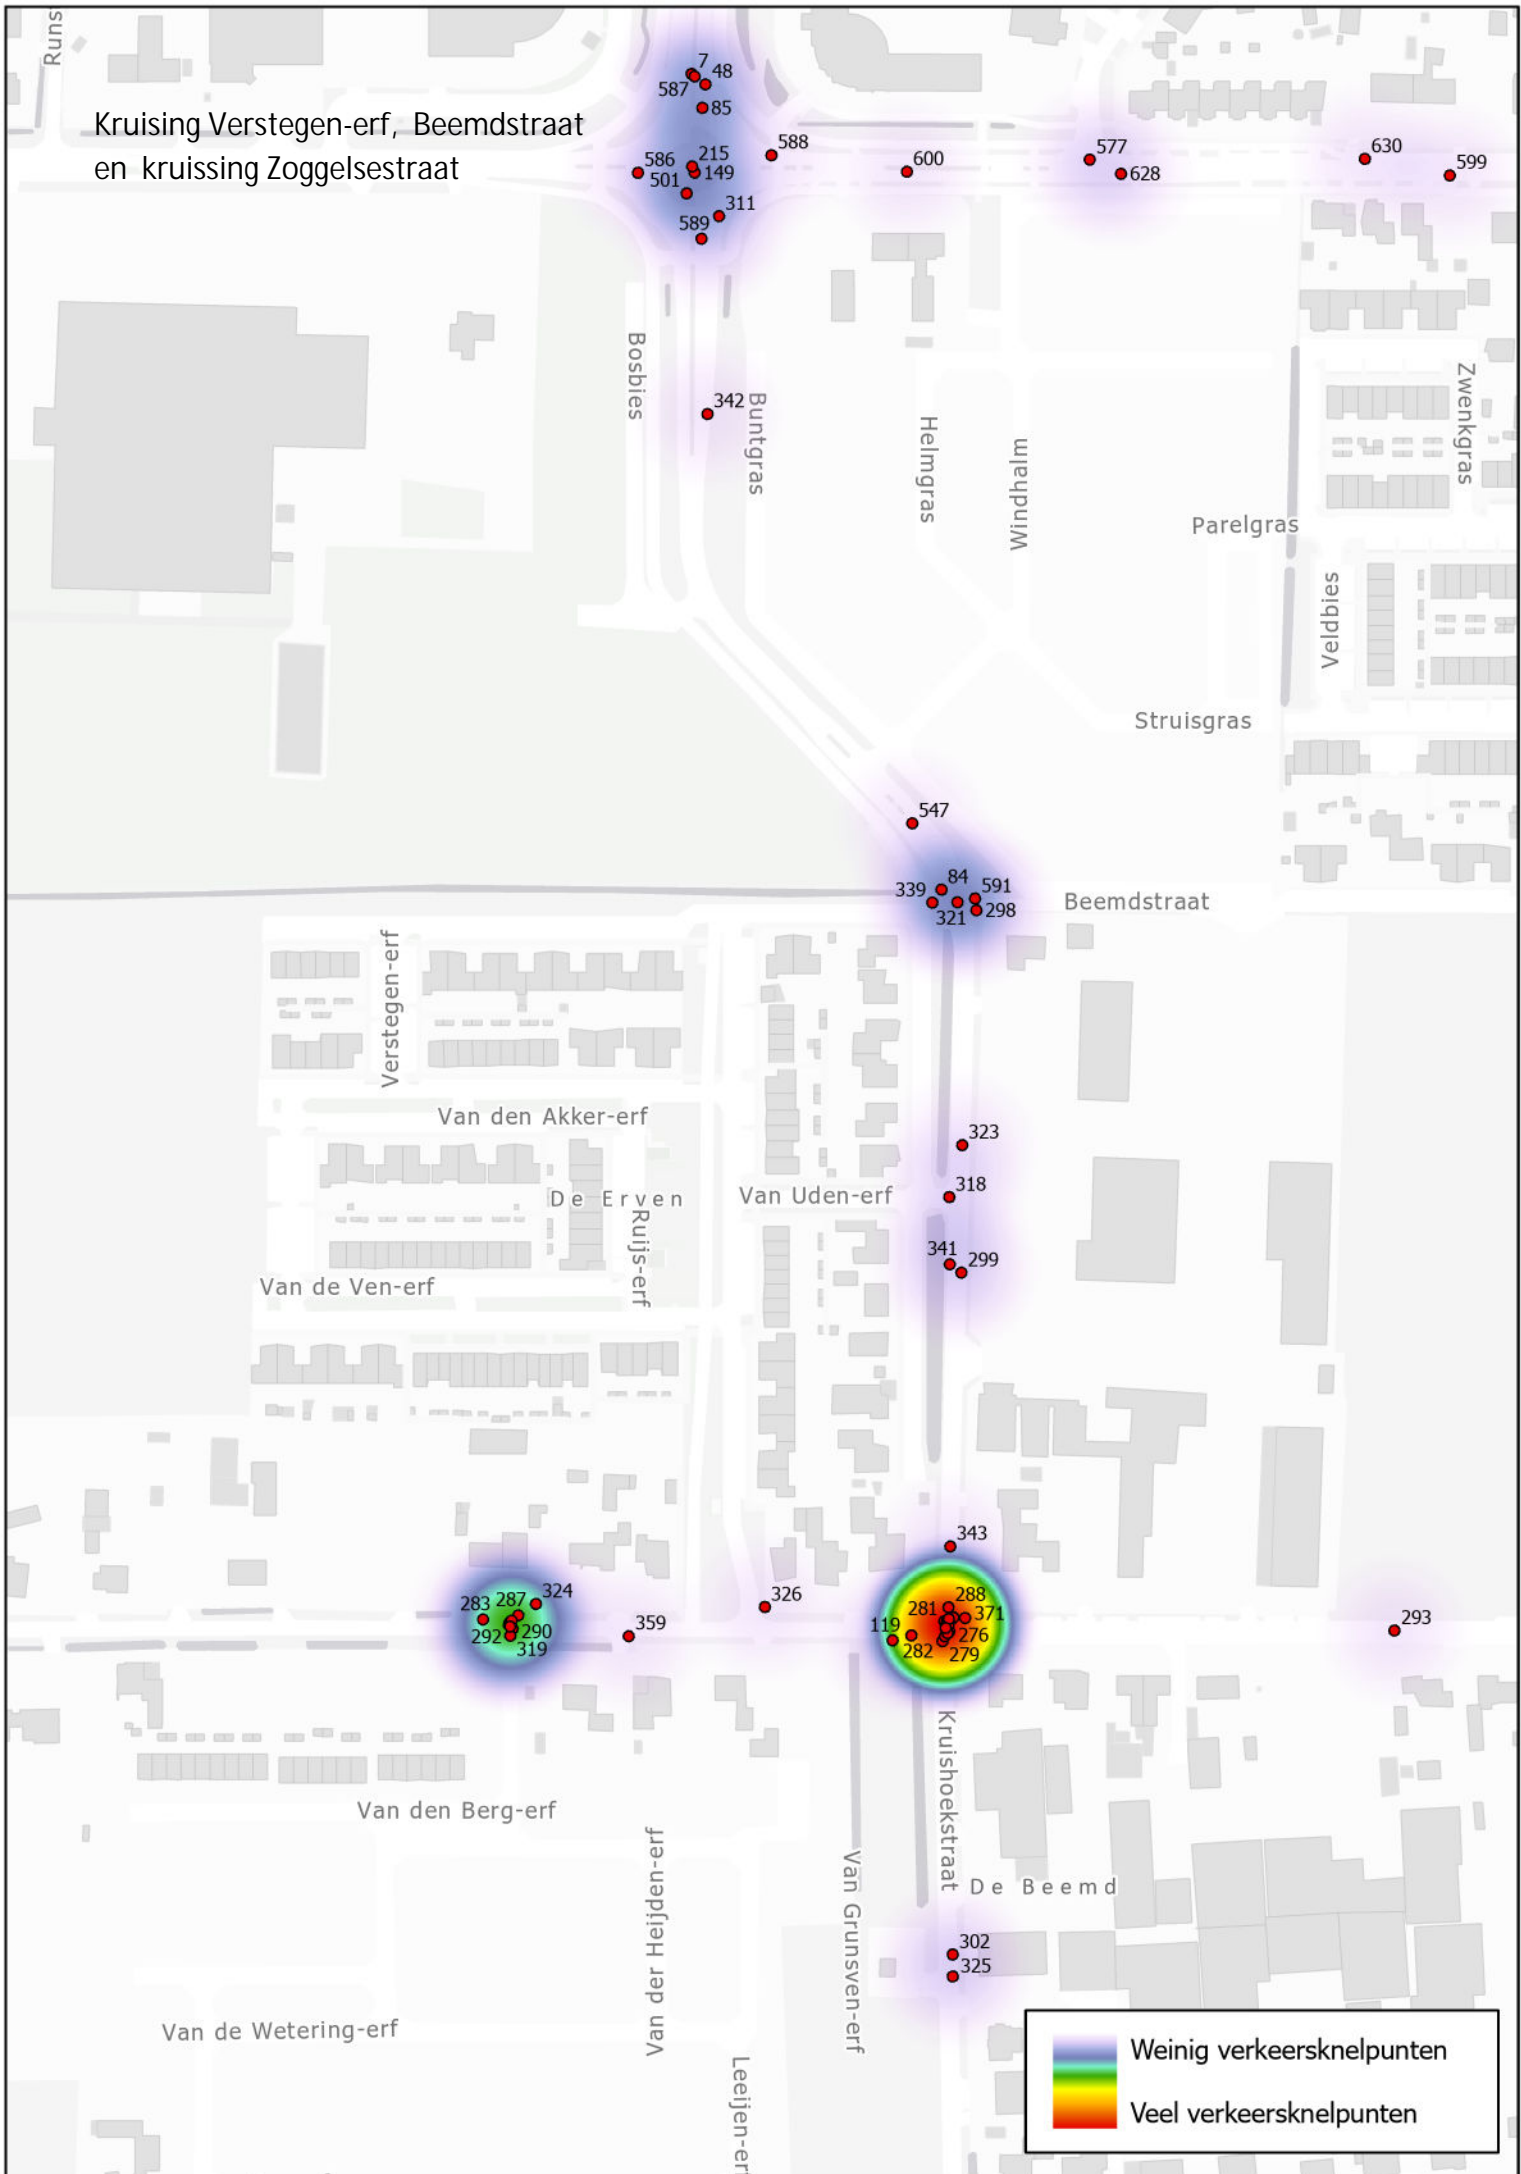 Runs
7
48
587
85
Kruising Verstegen-erf, Beemdstraat
en kruissing Zoggelsestraat
588
577
630
586
215
600
599
149
628
501
311
589
Bosbies
342
Buntgras
Helmgras
Windhalm
Zwenkgras
Parelgras
Veldbies
Struisgras
547
84
339
591
321
298
Beemdstraat
Verstegen-erf
Van den Akker-erf
323
De Erven
Van Uden-erf
318
Ruijs-erf
341
299
Van de Ven-erf
343
324
287
283
288
326
281
371
359
119
293
292
290
276
319
282
279
Kruishoekstraat
Van den Berg-erf
Van der Heijden-erf
Van Grunsven-erf
De Beemd
302
325
Van de Wetering-erf
Leeijen-erf
Weinig verkeersknelpunten
Veel verkeersknelpunten